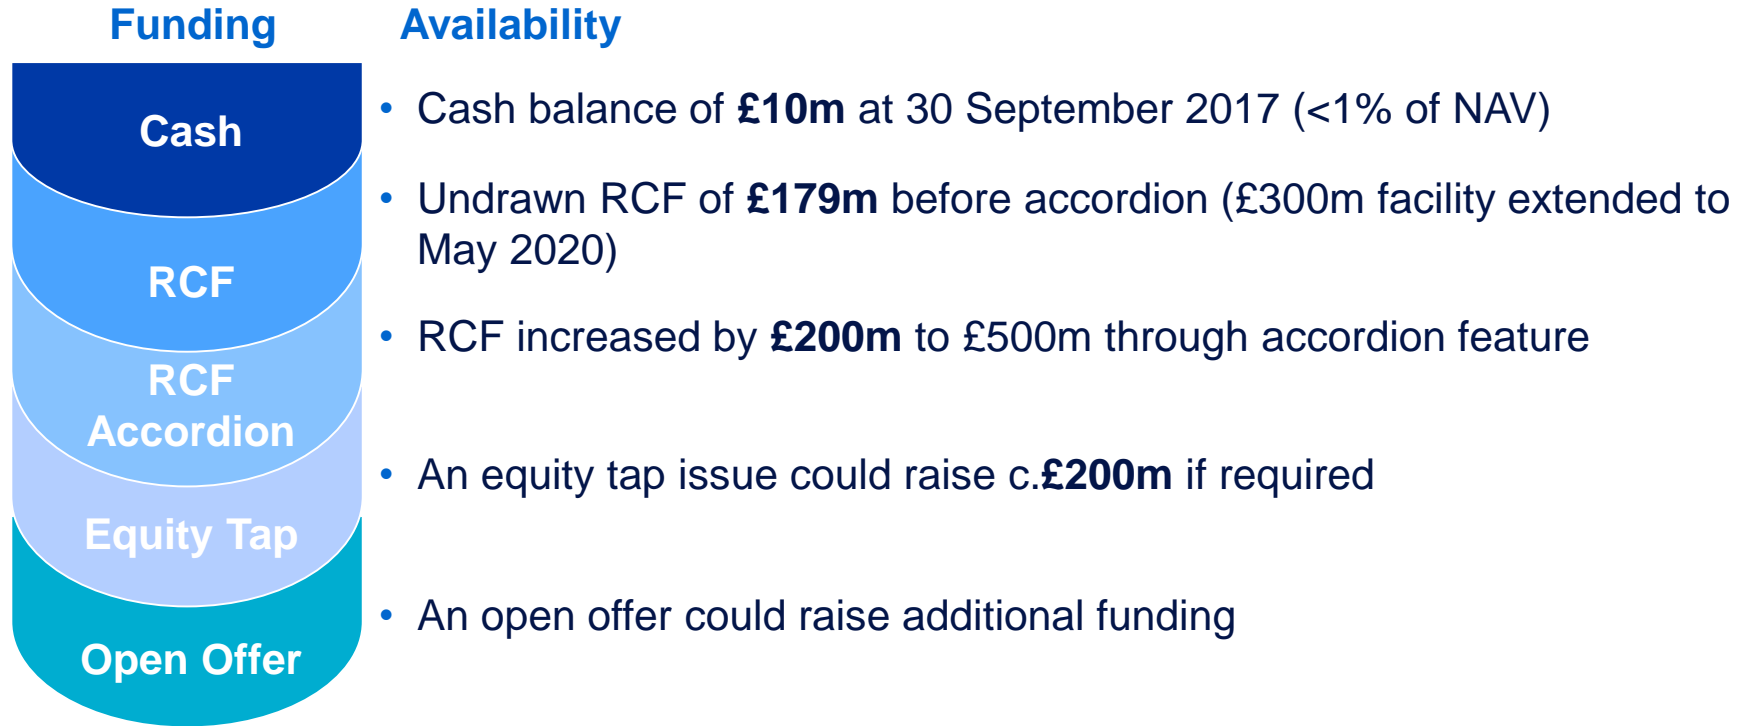 Funding
Availability
Cash
• Cash balance of £10m at 30 September 2017 (<1% of NAV)
RCF
• Undrawn RCF of £179m before accordion (£300m facility extended to
May 2020)
RCF
Accordion
• RCF increased by £200m to £500m through accordion feature
Equity Tap
• An equity tap issue could raise c.£200m if required
Open Offer
• An open offer could raise additional funding